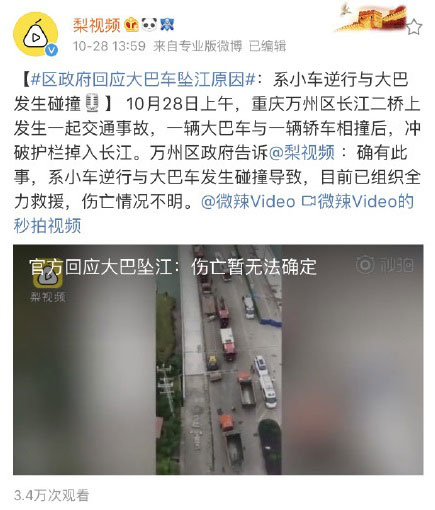 梨视频
10-28 13:59 来自专业版微博 已编辑
【#区政府回应大巴车坠江原因#：系小车逆行与大巴
发生碰撞🎙】10月28日上午，重庆万州区长江二桥上
发生一起交通事故，一辆大巴车与一辆轿车相撞后，冲
破护栏掉入长江。万州区政府告诉@梨视频 ：确有此
事，系小车逆行与大巴车发生碰撞导致，目前已组织全
力救援，伤亡情况不明。@微辣Video 微辣Video的
秒拍视频
官方回应大巴坠江：伤亡暂无法确定
秒拍
梨视频
3.4万次观看